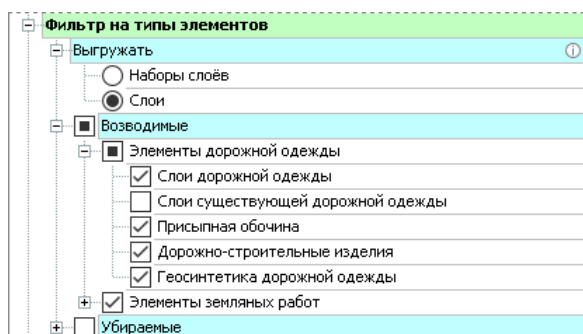 Фильтр на типы элементов
Выгружать
Наборы слоёв
Слои
Возводимые
Элементы дорожной одежды
Слои дорожной одежды
Слои существующей дорожной одежды
Присыпная обочина
Дорожно-строительные изделия
Геосинтетика дорожной одежды
Элементы земляных работ
Убираемые